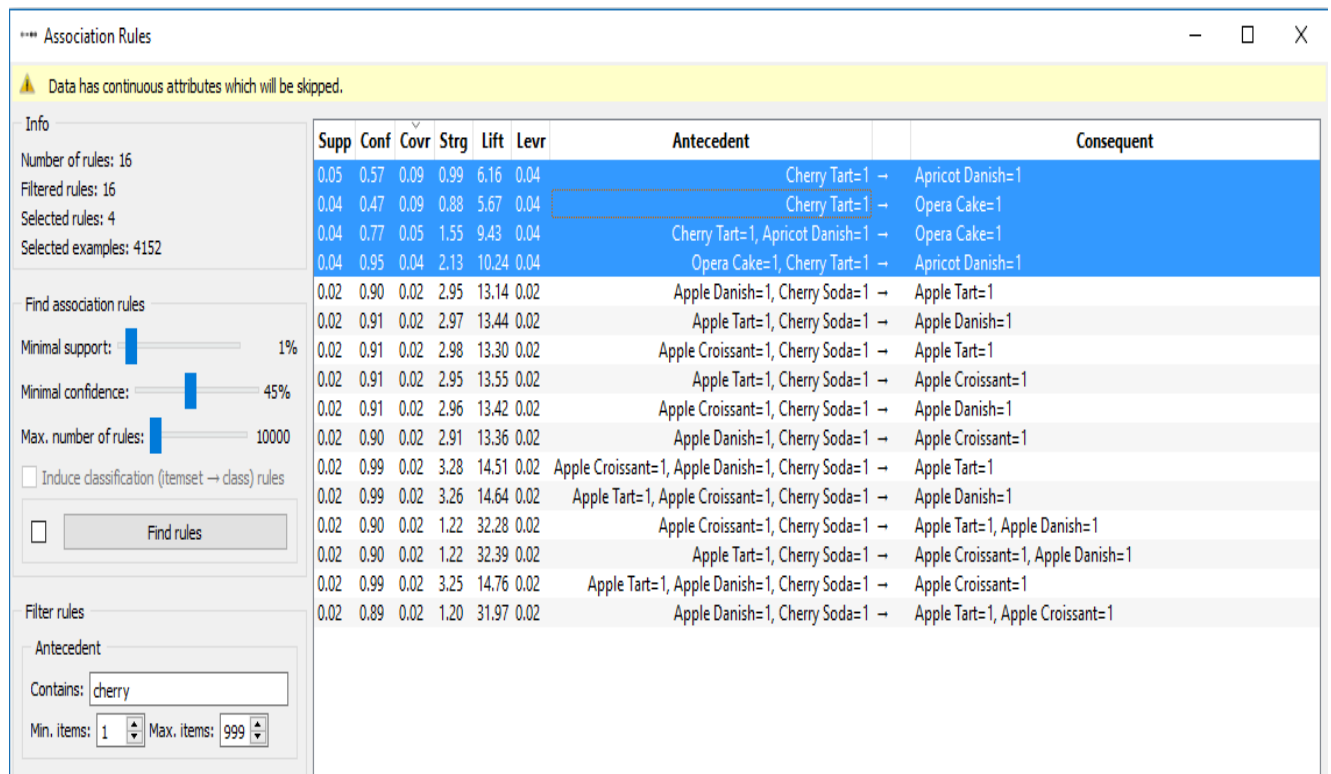 Association Rules
Data has continuous attributes which will be skipped.
Info
Number of rules: 16
Filtered rules: 16
Selected rules: 4
Selected examples: 4152
Find association rules
Minimal support: 1%
Minimal confidence: 45%
Max. number of rules: 10000
Induce classification (itemset → class) rules
Find rules
Filter rules
Antecedent
Contains: cherry
Min. items: 1 Max. items: 999
Supp Conf Covr Strg Lift Levr Antecedent Consequent
0.05 0.57 0.09 0.99 6.16 0.04 Cherry Tart=1 → Apricot Danish=1
0.04 0.47 0.09 0.88 5.67 0.04 Cherry Tart=1 → Opera Cake=1
0.04 0.77 0.05 1.55 9.43 0.04 Cherry Tart=1, Apricot Danish=1 → Opera Cake=1
0.04 0.95 0.04 2.13 10.24 0.04 Opera Cake=1, Cherry Tart=1 → Apricot Danish=1
0.02 0.90 0.02 2.95 13.14 0.02 Apple Danish=1, Cherry Soda=1 → Apple Tart=1
0.02 0.91 0.02 2.97 13.44 0.02 Apple Tart=1, Cherry Soda=1 → Apple Danish=1
0.02 0.91 0.02 2.98 13.30 0.02 Apple Croissant=1, Cherry Soda=1 → Apple Tart=1
0.02 0.91 0.02 2.95 13.55 0.02 Apple Tart=1, Cherry Soda=1 → Apple Croissant=1
0.02 0.91 0.02 2.96 13.42 0.02 Apple Croissant=1, Cherry Soda=1 → Apple Danish=1
0.02 0.90 0.02 2.91 13.36 0.02 Apple Danish=1, Cherry Soda=1 → Apple Croissant=1
0.02 0.99 0.02 3.28 14.51 0.02 Apple Croissant=1, Apple Danish=1, Cherry Soda=1 → Apple Tart=1
0.02 0.99 0.02 3.26 14.64 0.02 Apple Tart=1, Apple Croissant=1, Cherry Soda=1 → Apple Danish=1
0.02 0.90 0.02 1.22 32.28 0.02 Apple Croissant=1, Cherry Soda=1 → Apple Tart=1, Apple Danish=1
0.02 0.90 0.02 1.22 32.39 0.02 Apple Tart=1, Cherry Soda=1 → Apple Croissant=1, Apple Danish=1
0.02 0.99 0.02 3.25 14.76 0.02 Apple Tart=1, Apple Danish=1, Cherry Soda=1 → Apple Croissant=1
0.02 0.89 0.02 1.20 31.97 0.02 Apple Danish=1, Cherry Soda=1 → Apple Tart=1, Apple Croissant=1